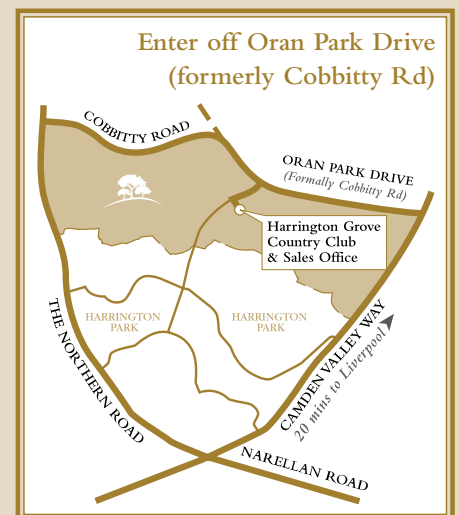 Enter off Oran Park Drive
(formerly Cobbitty Rd)
COBBITTY ROAD
ORAN PARK DRIVE
(Formally Cobbitty Rd)
Harrington Grove
Country Club
& Sales Office
HARRINGTON
PARK
HARRINGTON
PARK
THE NORTHERN ROAD
CAMDEN VALLEY WAY
20 mins to Liverpool
NARELLAN ROAD